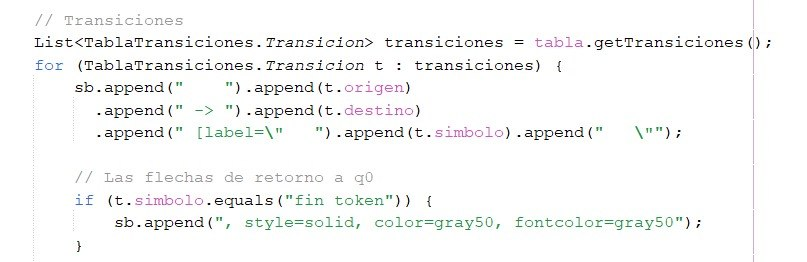 // Transiciones
List<TablaTransiciones.Transicion> transiciones = tabla.getTransiciones();
for (TablaTransiciones.Transicion t : transiciones) {
    sb.append("    ").append(t.origen)
      .append(" -> ").append(t.destino)
      .append(" [label=\"   ").append(t.simbolo).append("   \"");
    // Las flechas de retorno a q0
    if (t.simbolo.equals("fin token")) {
        sb.append(", style=solid, color=gray50, fontcolor=gray50");
    }